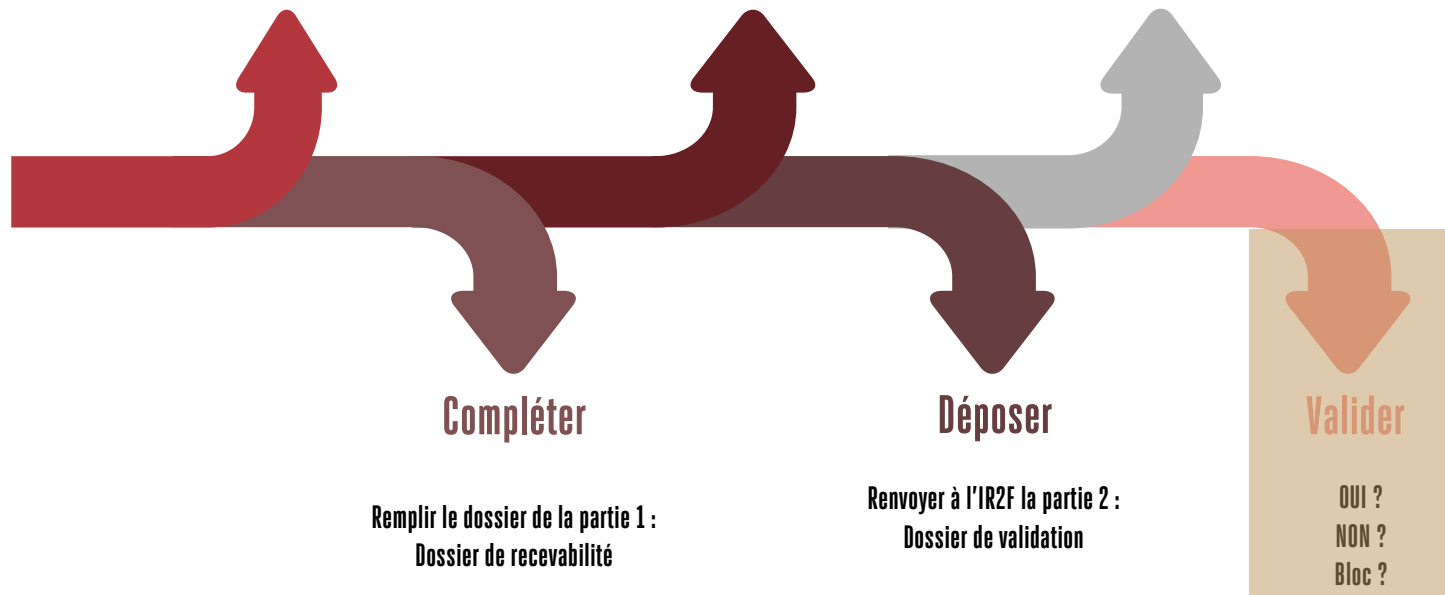 Compléter
Remplir le dossier de la partie 1 :
Dossier de recevabilité
Déposer
Renvoyer à l'IR2F la partie 2 :
Dossier de validation
Valider
OUI ?
NON ?
Bloc ?